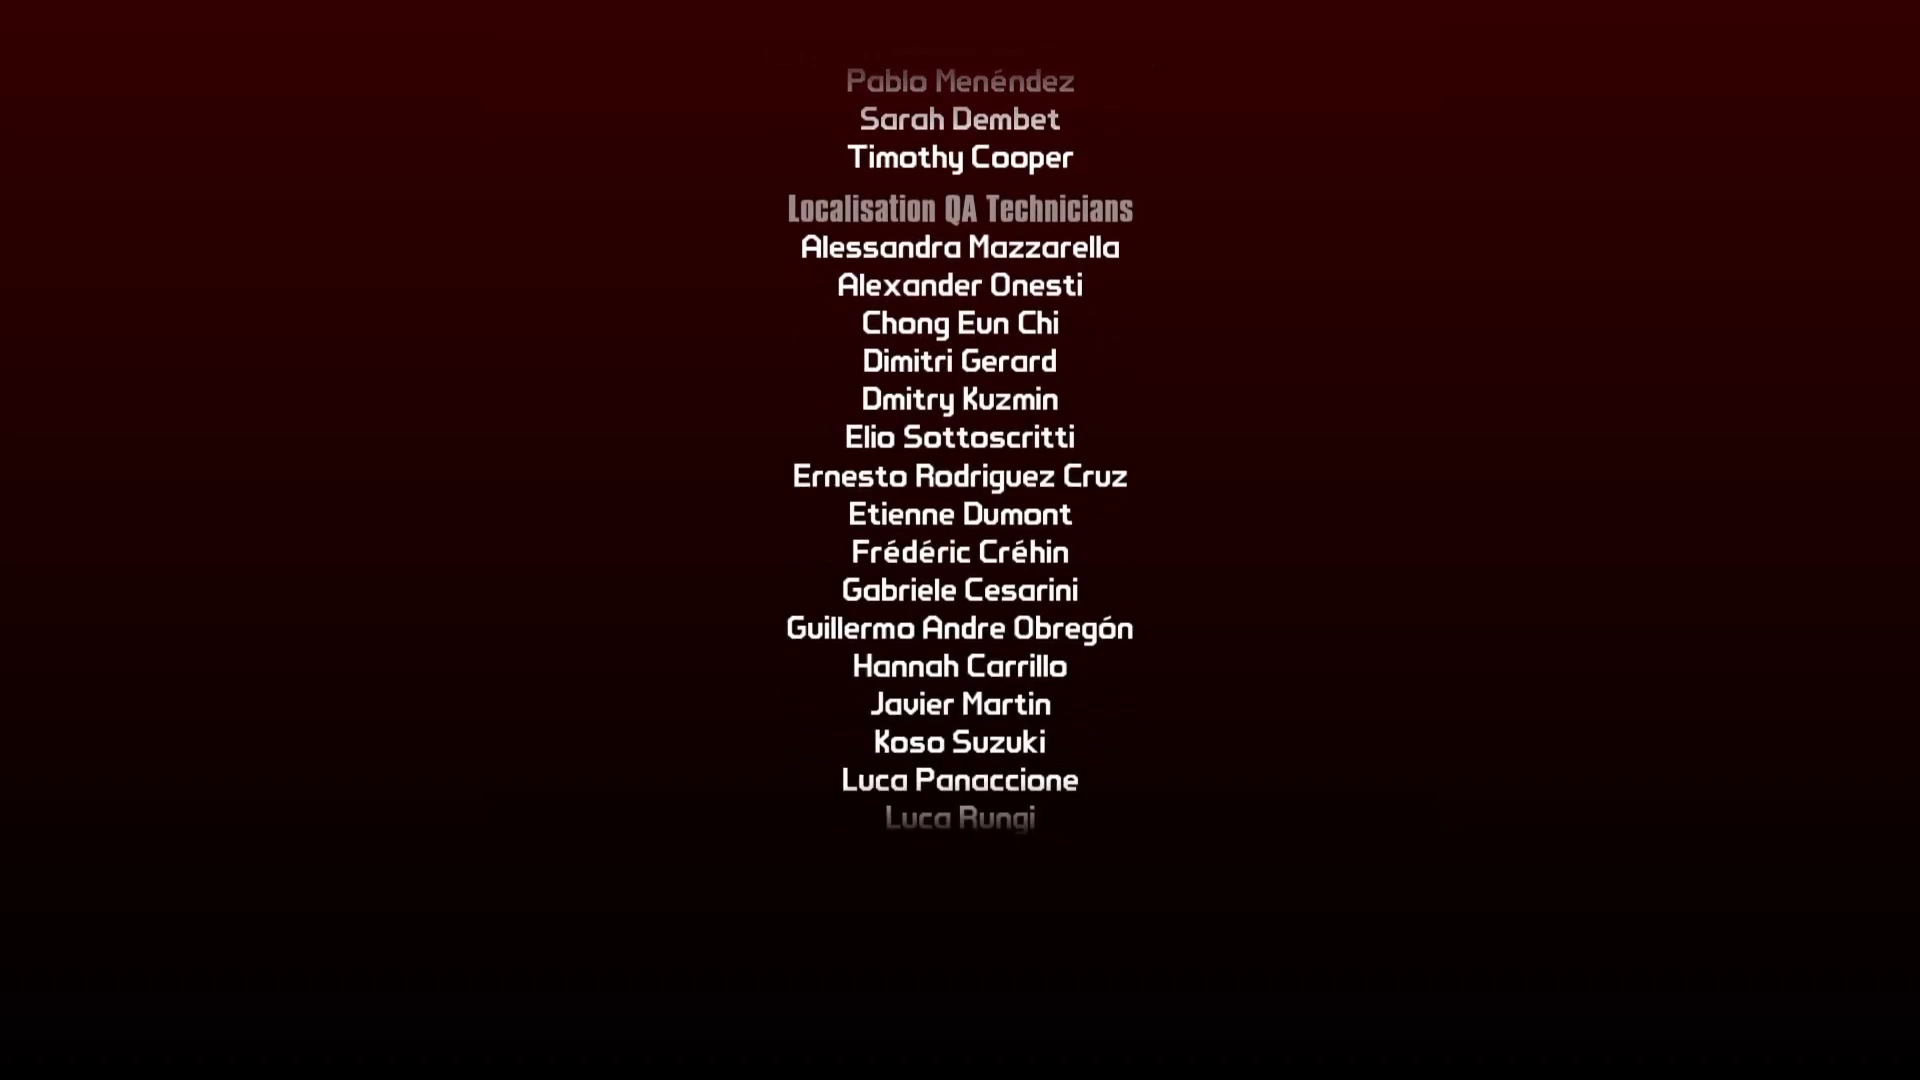 Pablo Menéndez
Sarah Dembet
Timothy Cooper
Localisation QA Technicians
Alessandra Mazzarella
Alexander Onesti
Chong Eun Chi
Dimitri Gerard
Dmitry Kuzmin
Elio Sottoscritti
Ernesto Rodriguez Cruz
Etienne Dumont
Frédéric Créhin
Gabriele Cesarini
Guillermo Andre Obregón
Hannah Carrillo
Javier Martin
Koso Suzuki
Luca Panaccione
Luca Rungi